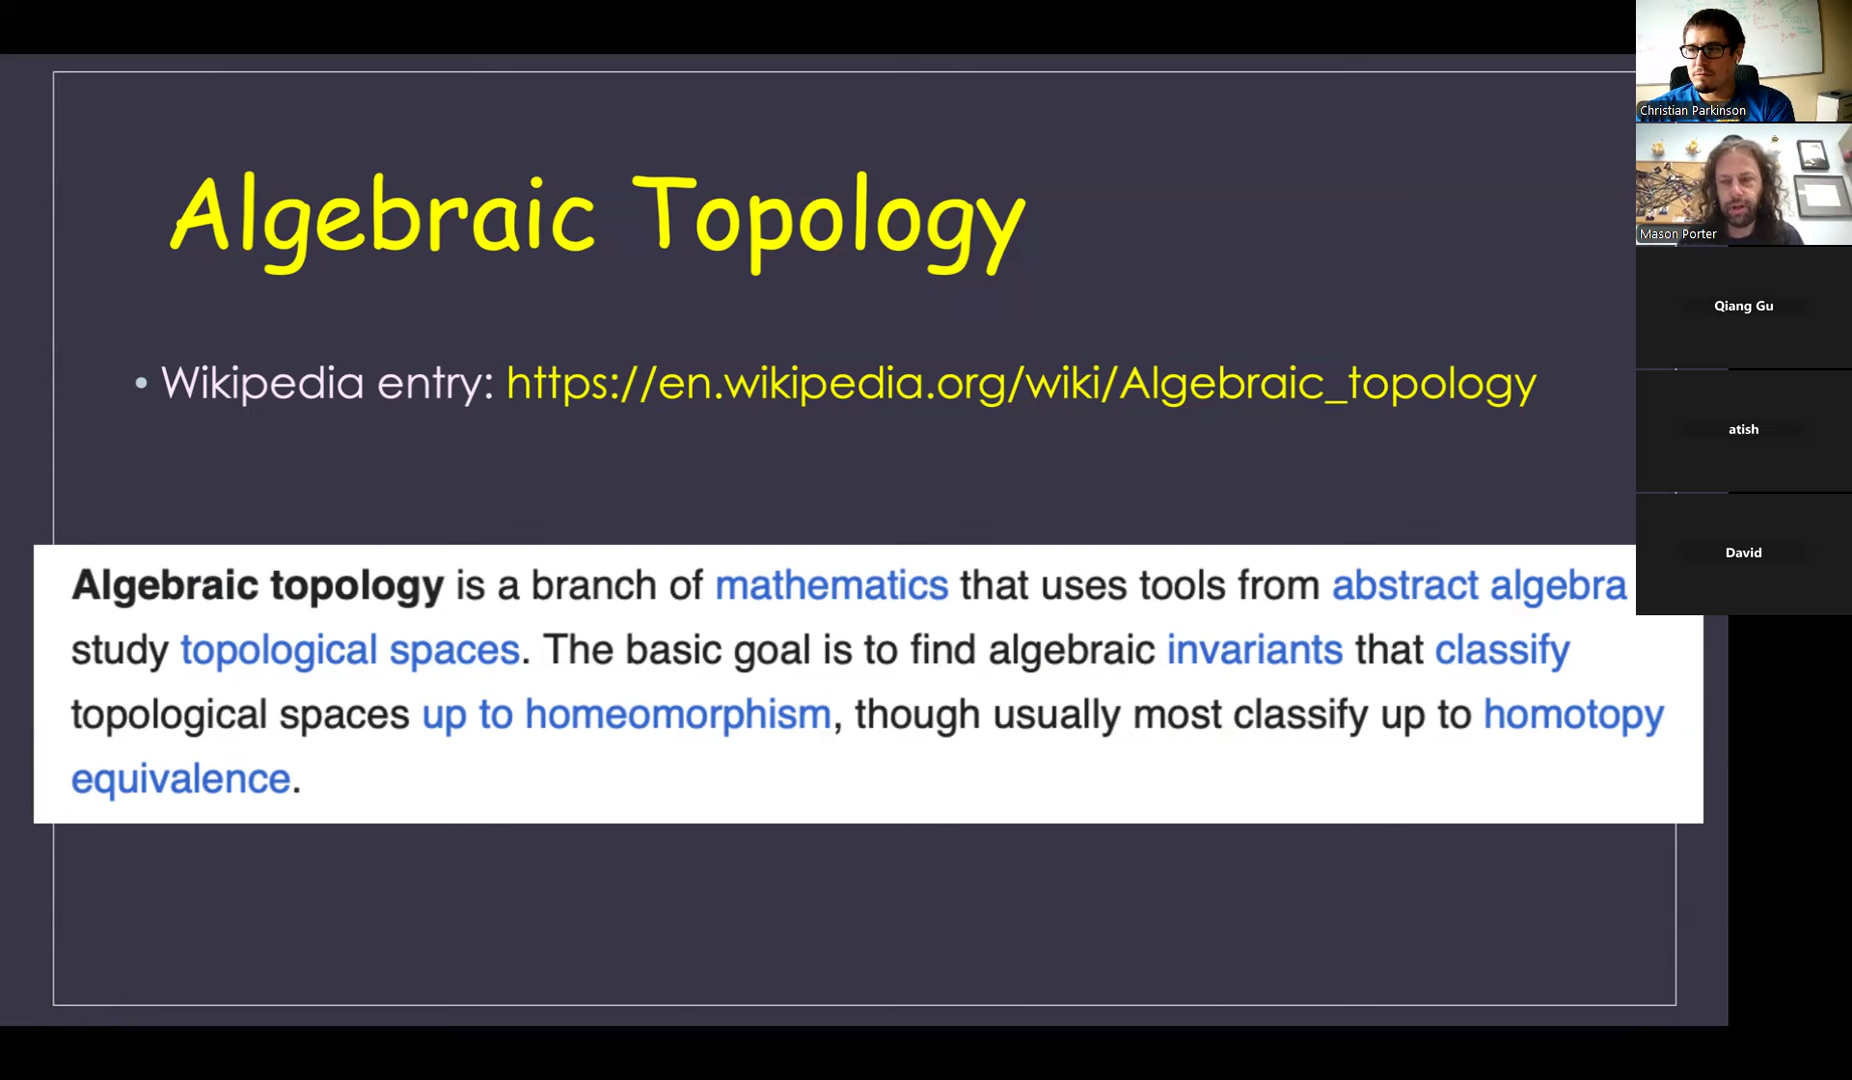 Algebraic Topology
• Wikipedia entry: https://en.wikipedia.org/wiki/Algebraic_topology
Algebraic topology is a branch of mathematics that uses tools from abstract algebra
study topological spaces. The basic goal is to find algebraic invariants that classify
topological spaces up to homeomorphism, though usually most classify up to homotopy
equivalence.
Christian Parkinson
Mason Porter
Qiang Gu
atish
David